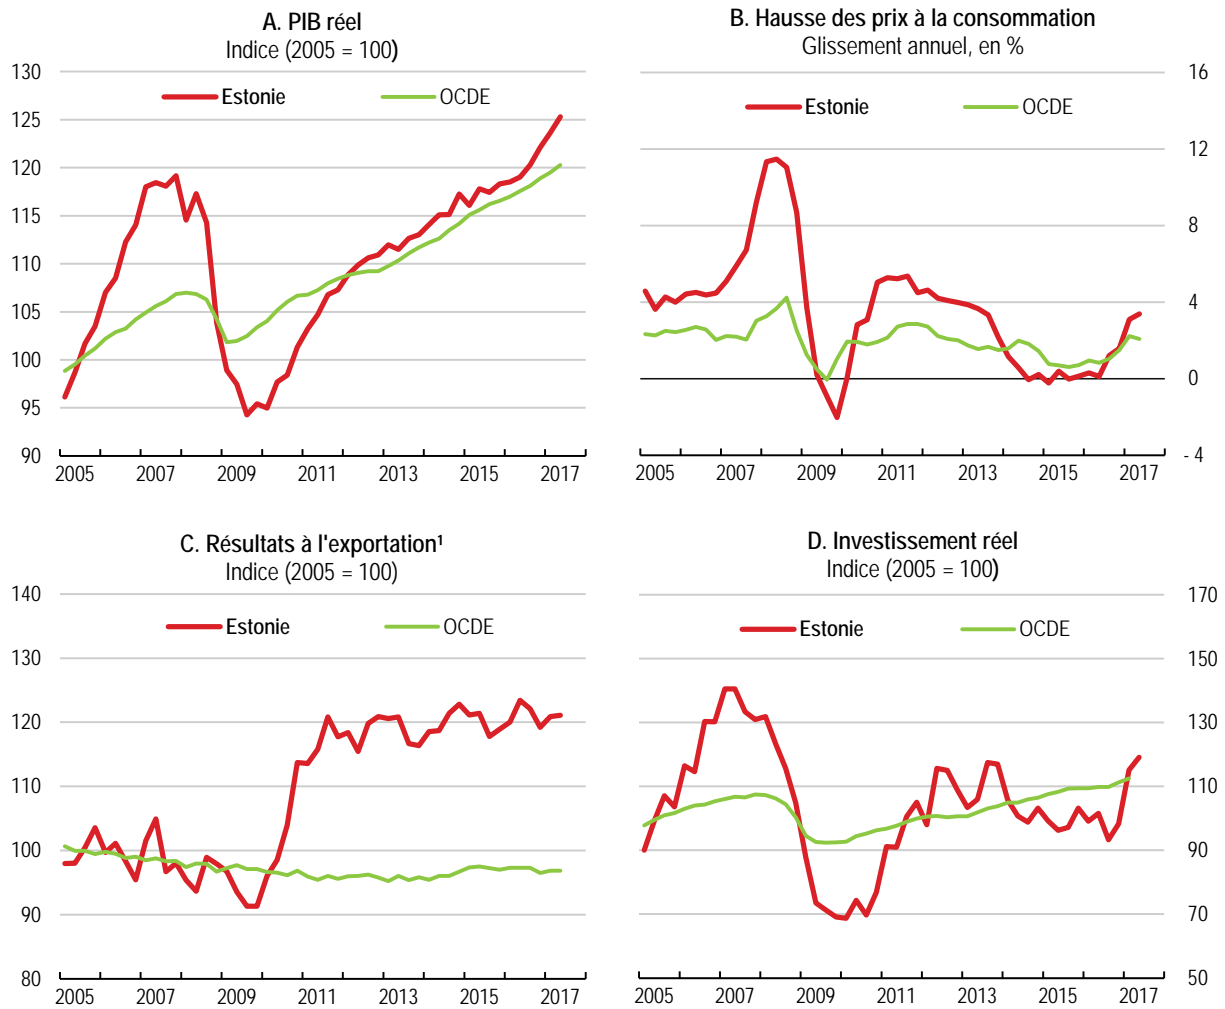 A. PIB réel
Indice (2005 = 100)
130
125
120
115
110
105
100
95
90
Estonie
OCDE
2005 2007 2009 2011 2013 2015 2017
B. Hausse des prix à la consommation
Glissement annuel, en %
16
12
8
4
0
- 4
Estonie
OCDE
2005 2007 2009 2011 2013 2015 2017
C. Résultats à l'exportation¹
Indice (2005 = 100)
140
130
120
110
100
90
80
Estonie
OCDE
2005 2007 2009 2011 2013 2015 2017
D. Investissement réel
Indice (2005 = 100)
170
150
130
110
90
70
50
Estonie
OCDE
2005 2007 2009 2011 2013 2015 2017